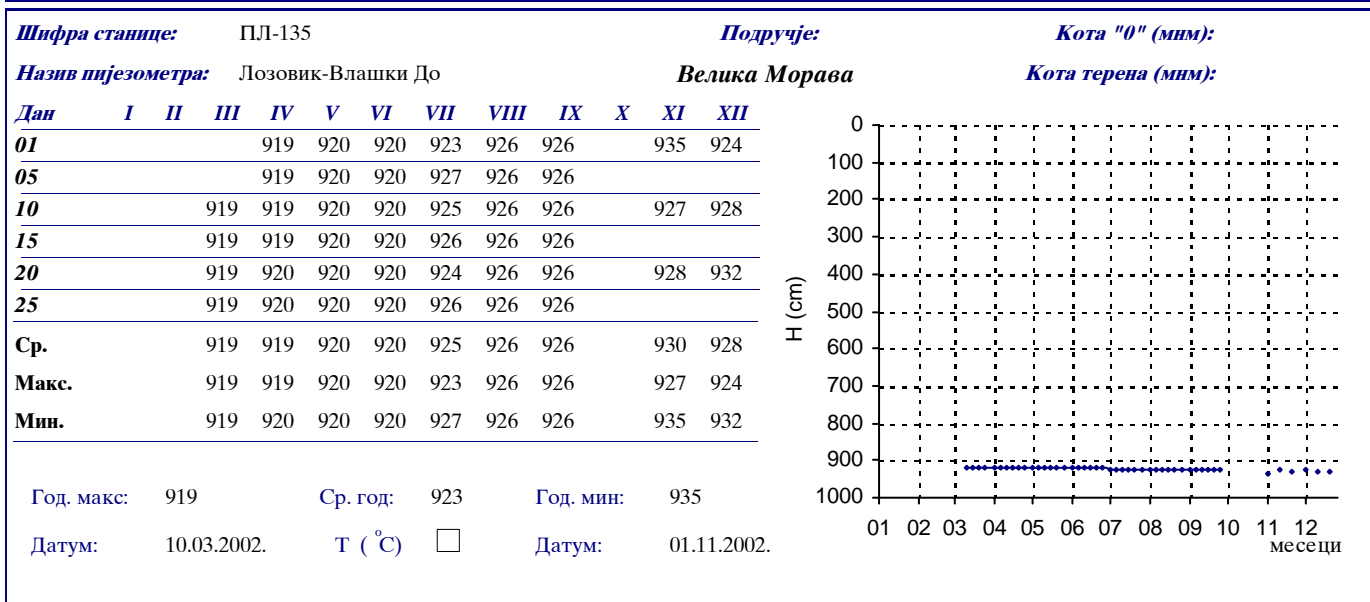 Шифра станице: ПЛ-135 Подручје: Кота "0" (мнм):
Назив пијезометра: Лозовик-Влашки До Велика Морава Кота терена (мнм):
Дан I II III IV V VI VII VIII IX X XI XII
01 919 920 920 923 926 926 935 924
05 919 920 920 927 926 926
10 919 919 920 920 925 926 926 927 928
15 919 919 920 920 926 926 926
20 919 920 920 920 924 926 926 928 932
25 919 920 920 920 926 926 926
Ср. 919 919 920 920 925 926 926 930 928
Макс. 919 919 920 920 923 926 926 927 924
Мин. 919 920 920 920 927 926 926 935 932
Год. макс: 919 Ср. год: 923 Год. мин: 935
Датум: 10.03.2002. Т ( °C) Датум: 01.11.2002.
H (cm)
0
100
200
300
400
500
600
700
800
900
1000
01 02 03 04 05 06 07 08 09 10 11 12
месеци